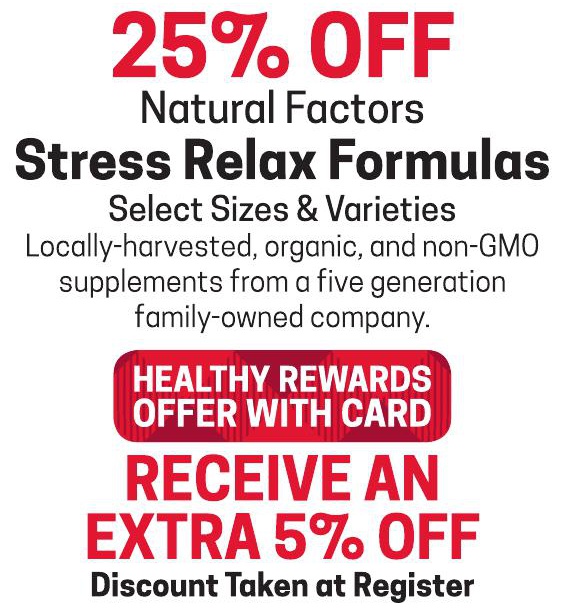 25% OFF
Natural Factors
Stress Relax Formulas
Select Sizes & Varieties
Locally-harvested, organic, and non-GMO
supplements from a five generation
family-owned company.
HEALTHY REWARDS
OFFER WITH CARD
RECEIVE AN
EXTRA 5% OFF
Discount Taken at Register